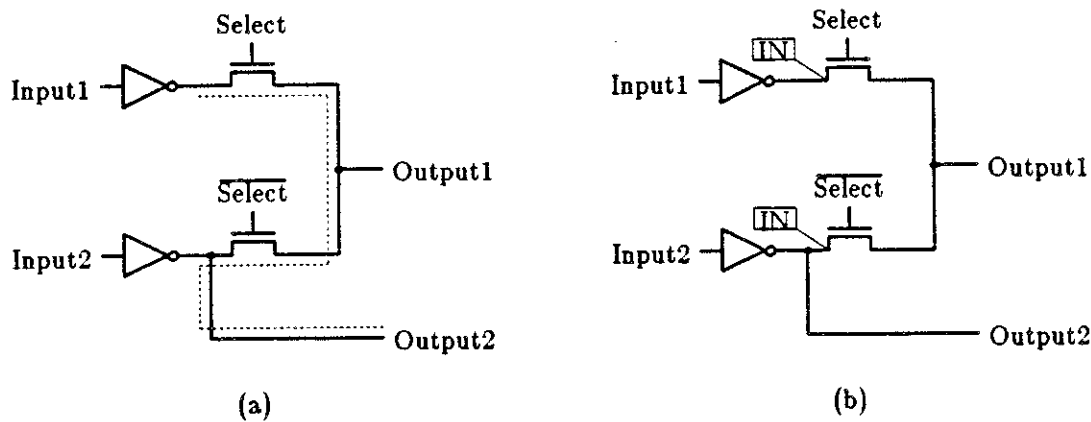 Select
Input1
Output1
Select
Input2
Output2
(a)
Select
IN
Input1
Output1
Select
IN
Input2
Output2
(b)